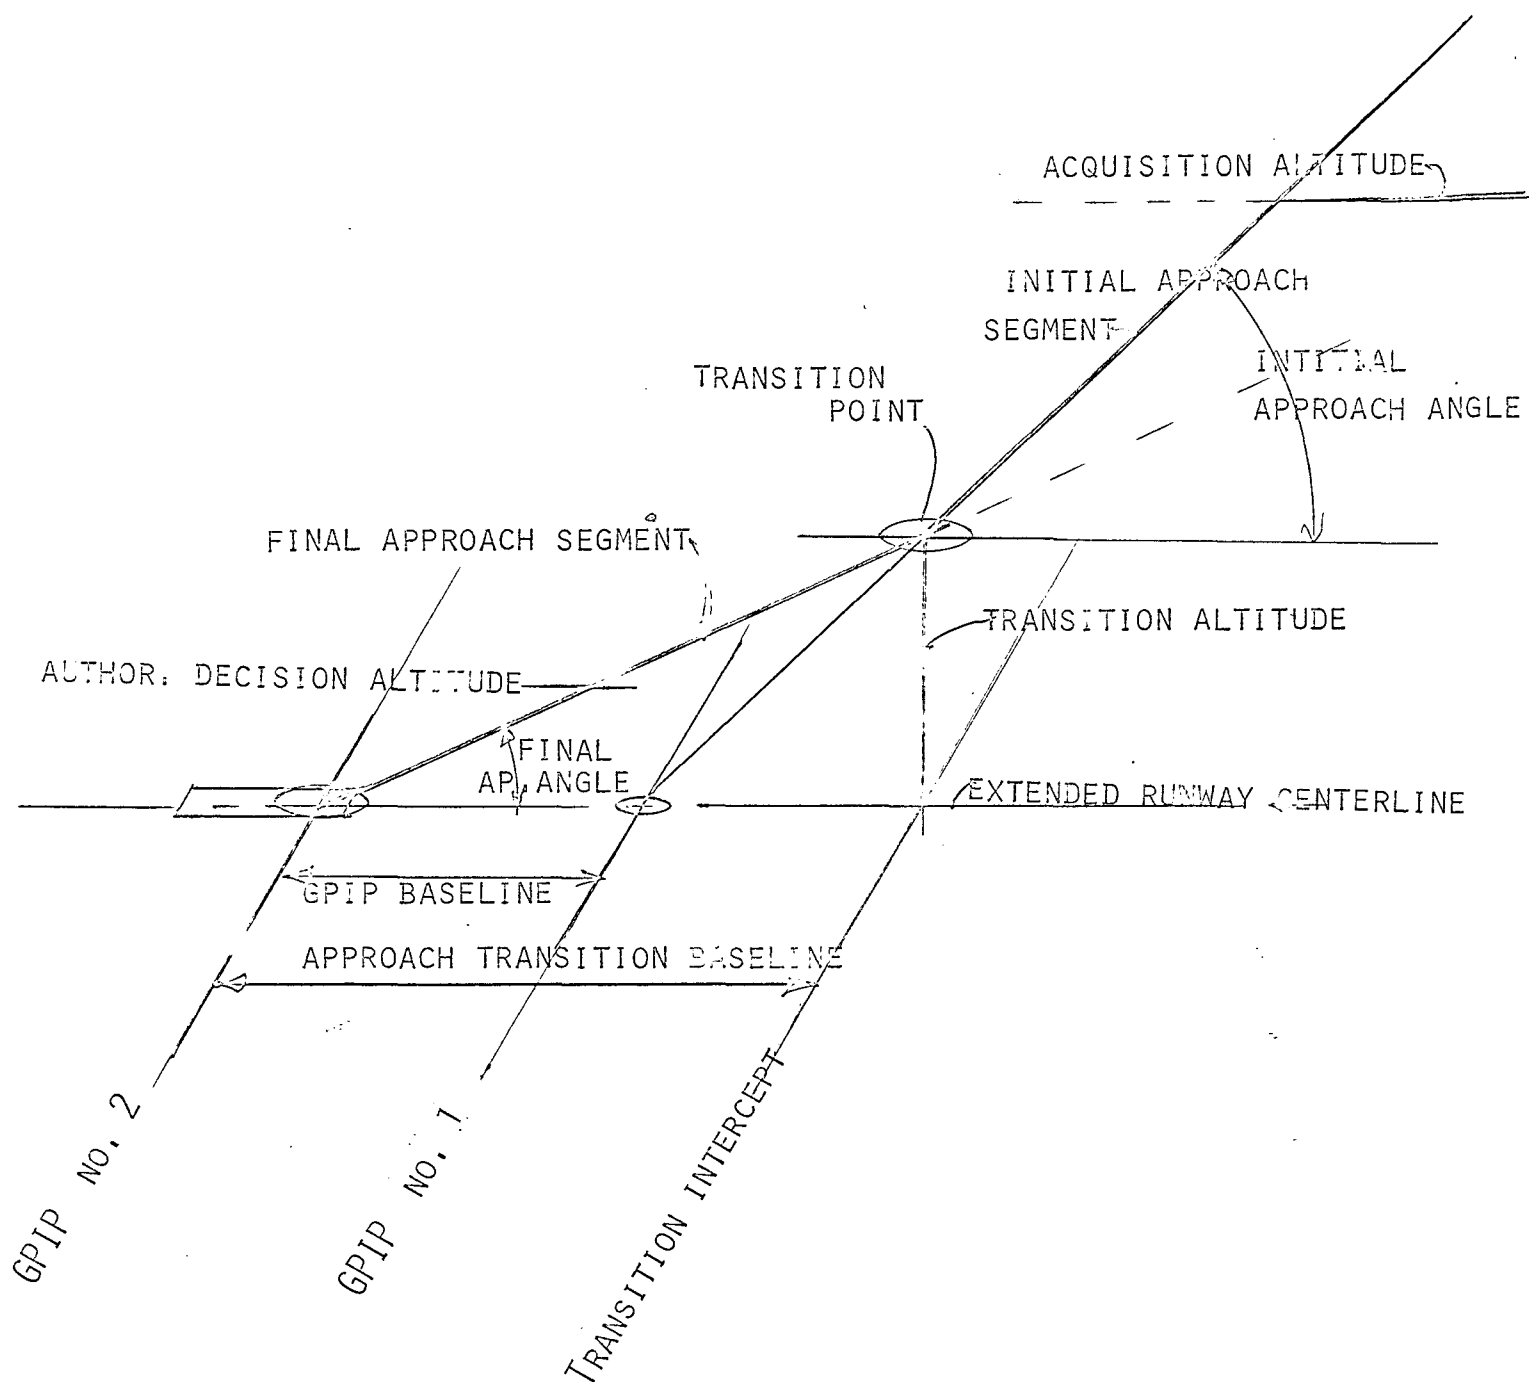 ACQUISITION ALTITUDE
INITIAL APPROACH
SEGMENT
INTITIAL
APPROACH ANGLE
TRANSITION
POINT
FINAL APPROACH SEGMENT
TRANSITION ALTITUDE
AUTHOR: DECISION ALTITUDE
FINAL
AP. ANGLE
EXTENDED RUNWAY CENTERLINE
GPIP BASELINE
APPROACH TRANSITION BASELINE
GPIP NO. 2
GPIP NO. 1
TRANSITION INTERCEPT